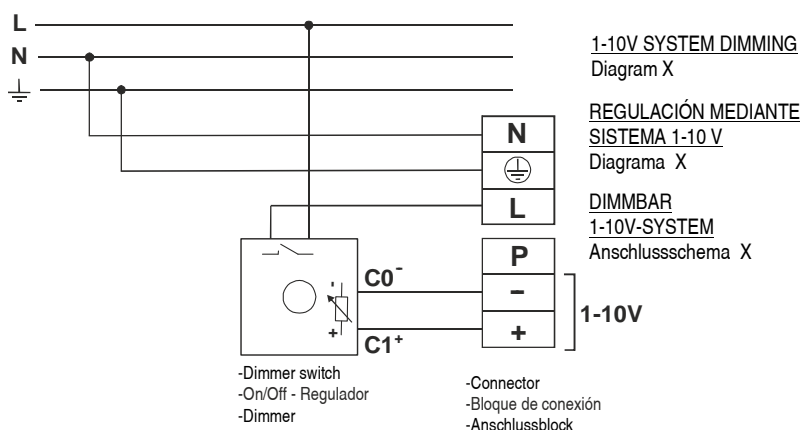 L
N
1-10V SYSTEM DIMMING
Diagram X
REGULACIÓN MEDIANTE
SISTEMA 1-10 V
Diagrama X
DIMMBAR
1-10V-SYSTEM
Anschlussschema X
N
L
P
C0-
-
-
1-10V
+
+
C1+
-Dimmer switch
-On/Off - Regulador
-Dimmer
-Connector
-Bloque de conexión
-Anschlussblock